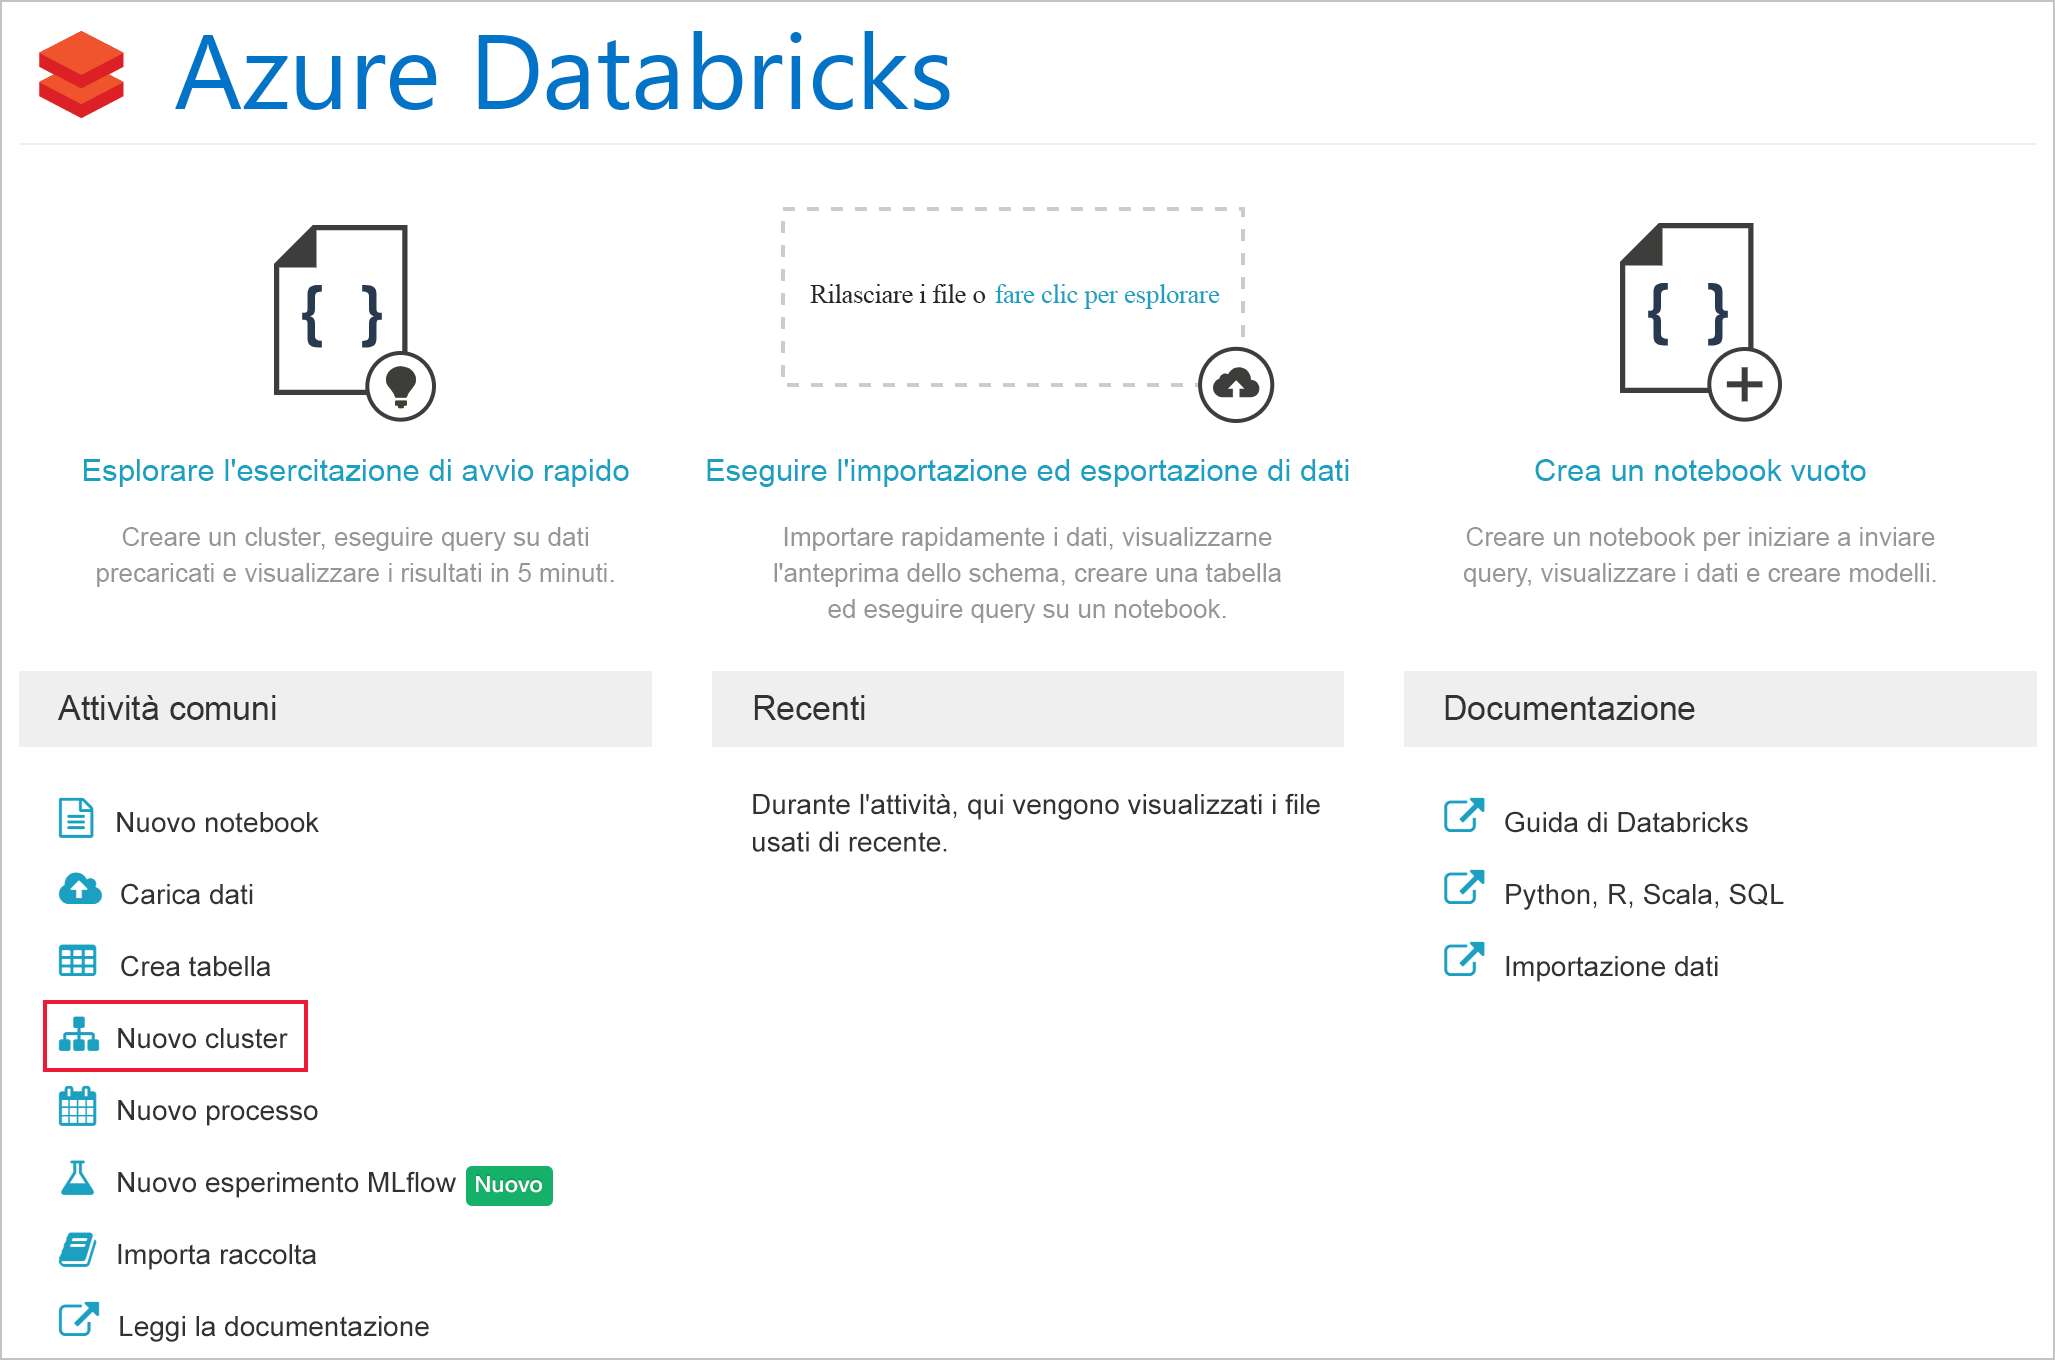 Azure Databricks
Rilasciare i file o fare clic per esplorare
Esplorare l'esercitazione di avvio rapido
Creare un cluster, eseguire query su dati
precaricati e visualizzare i risultati in 5 minuti.
Eseguire l'importazione ed esportazione di dati
Importare rapidamente i dati, visualizzarne
l'anteprima dello schema, creare una tabella
ed eseguire query su un notebook.
Crea un notebook vuoto
Creare un notebook per iniziare a inviare
query, visualizzare i dati e creare modelli.
Attività comuni
Nuovo notebook
Carica dati
Crea tabella
Nuovo cluster
Nuovo processo
Nuovo esperimento MLflow Nuovo
Importa raccolta
Leggi la documentazione
Recenti
Durante l'attività, qui vengono visualizzati i file
usati di recente.
Documentazione
Guida di Databricks
Python, R, Scala, SQL
Importazione dati